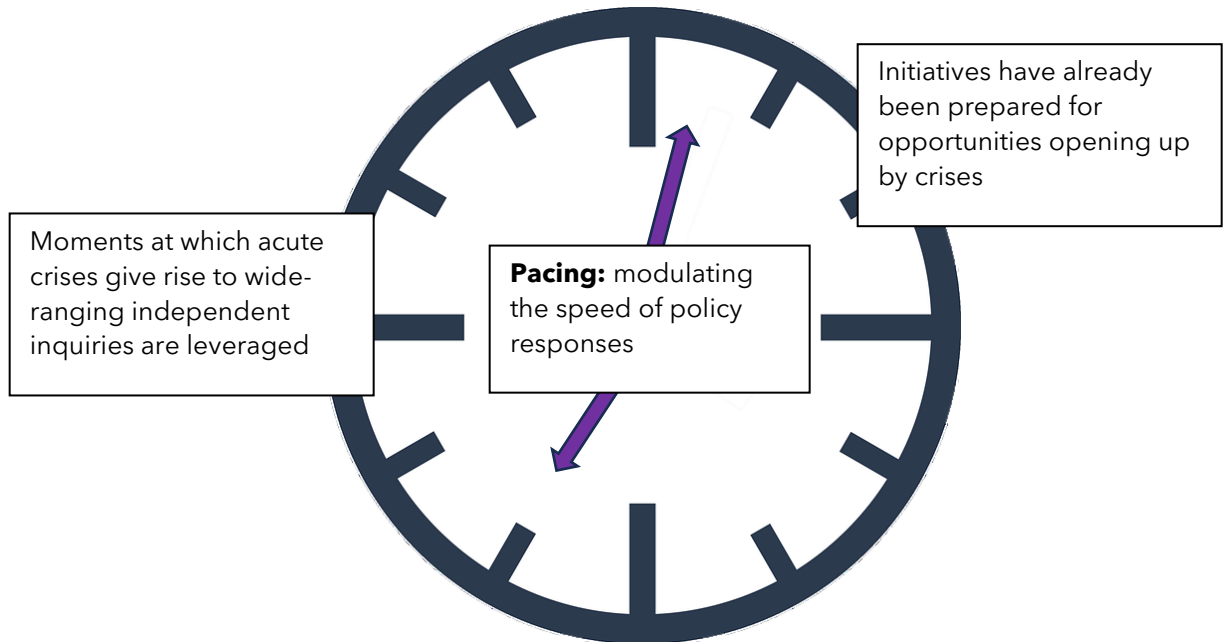 Initiatives have already
been prepared for
opportunities opening up
by crises
Moments at which acute
crises give rise to wide-
ranging independent
inquiries are leveraged
Pacing: modulating
the speed of policy
responses